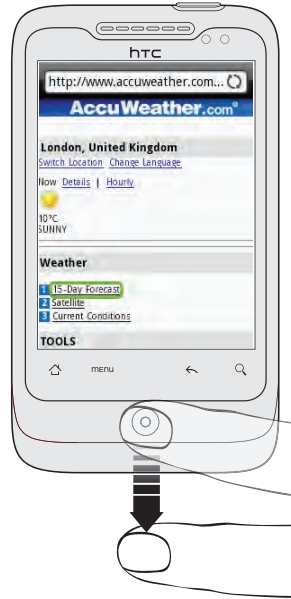 hTC
http://www.accuweather.com...
AccuWeather.com®
London, United Kingdom
Switch Location Change Language
Now Details | Hourly
10°C
SUNNY
Weather
1 15-Day Forecast
2 Satellite
3 Current Conditions
TOOLS
MENU